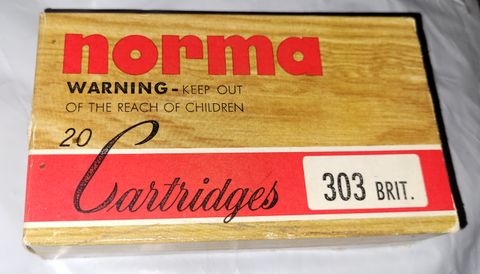 norma
WARNING-KEEP OUT
OF THE REACH OF CHILDREN
20
Cartridges
303 BRIT.